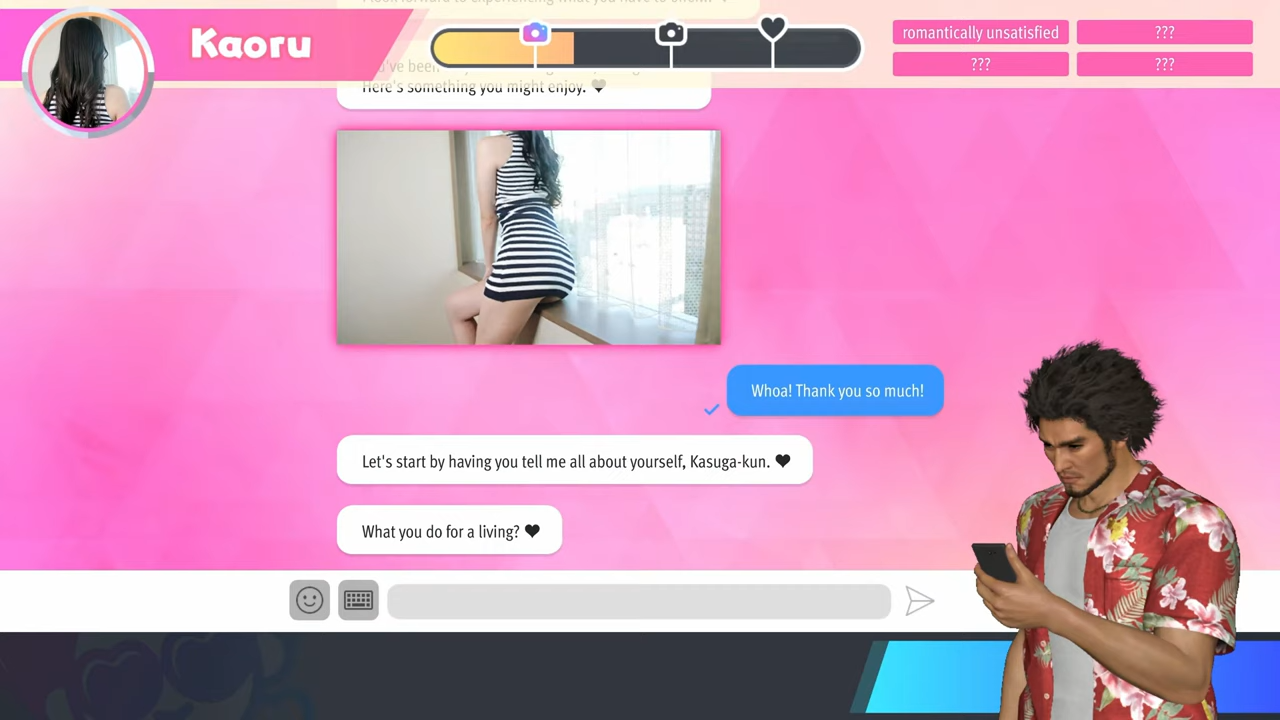 Kaoru
romantically unsatisfied
???
???
???
Here's something you might enjoy. ♥
Whoa! Thank you so much!
Let's start by having you tell me all about yourself, Kasuga-kun. ♥
What you do for a living? ♥